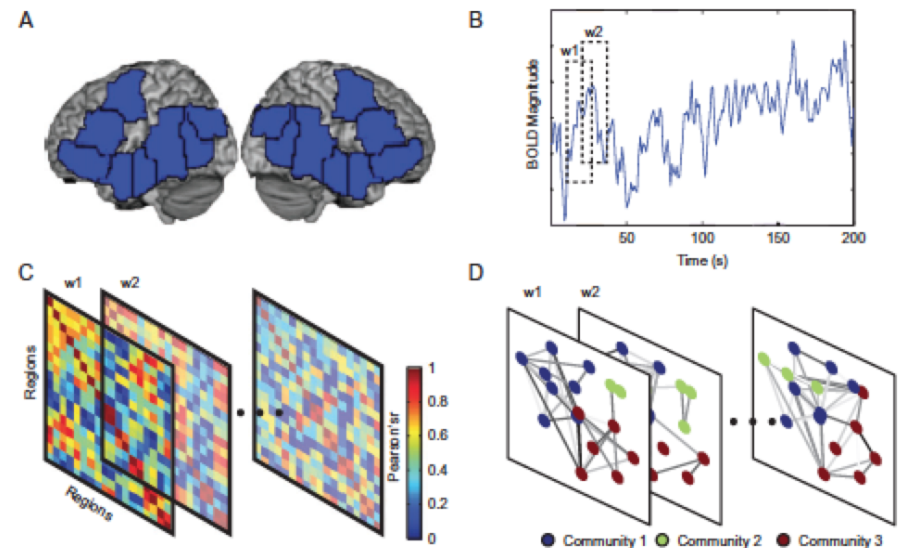 A
B
w1
w2
BOLD Magnitude
50
100
150
200
Time (s)
C
w1
w2
Regions
Regions
1
0.8
0.6
0.4
0.2
0
Pearson'sr
D
w1
w2
Community 1
Community 2
Community 3